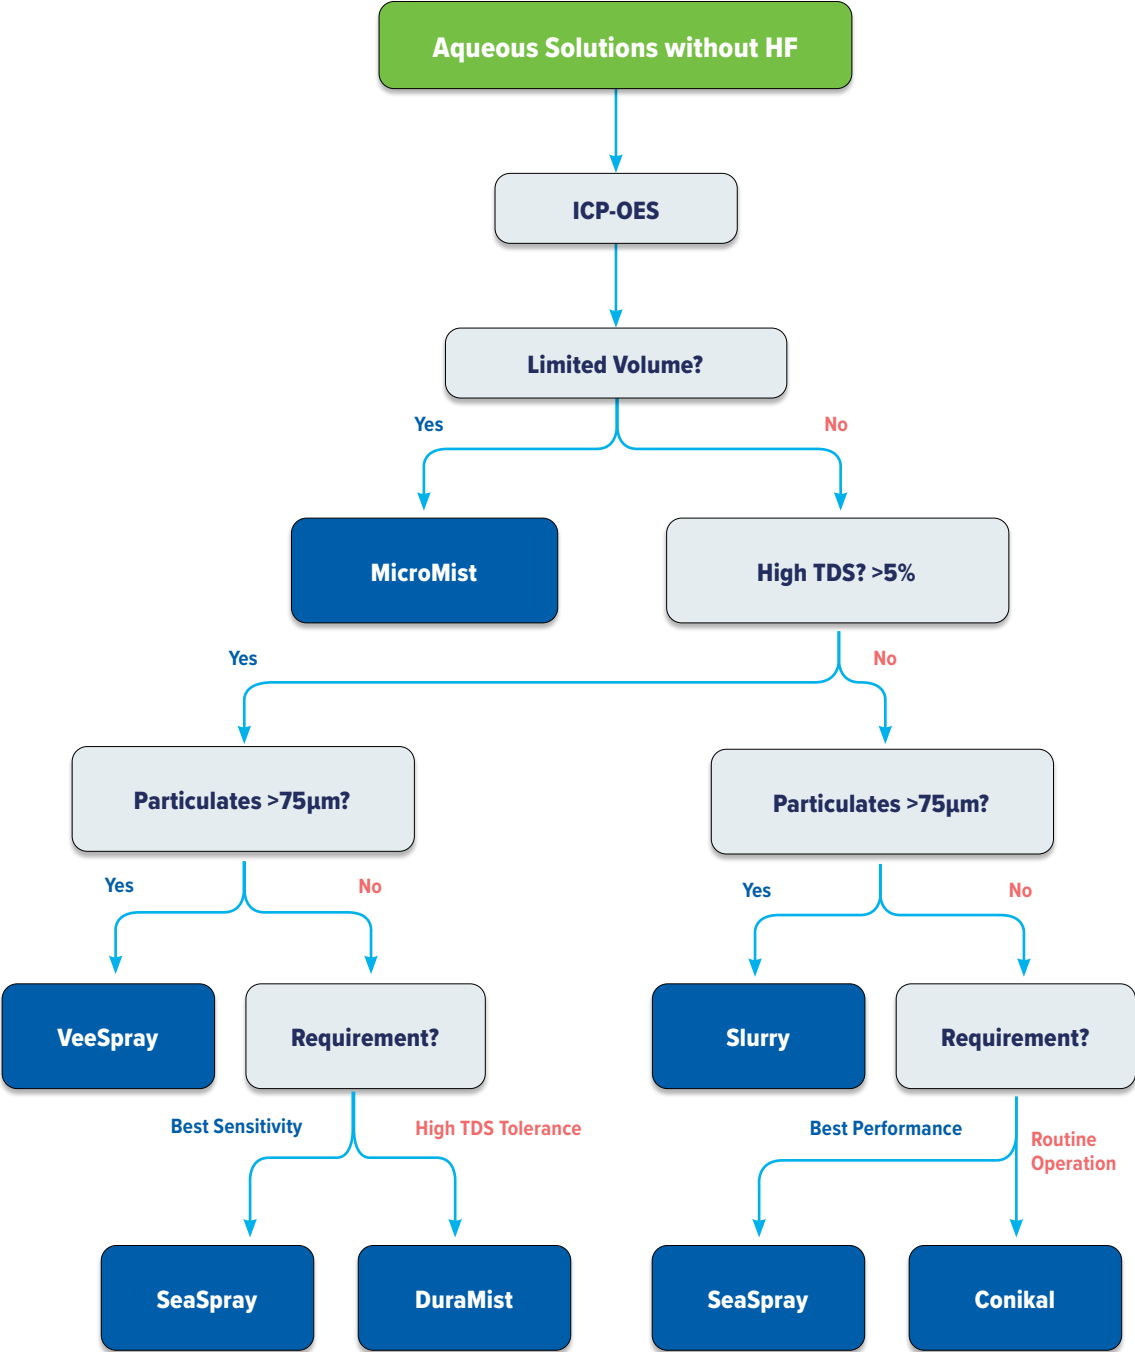 Aqueous Solutions without HF
ICP-OES
Limited Volume?
Yes
No
MicroMist
High TDS? >5%
Yes
No
Particulates >75µm?
Particulates >75µm?
Yes
No
Yes
No
VeeSpray
Requirement?
Slurry
Requirement?
Best Sensitivity
High TDS Tolerance
Best Performance
Routine
Operation
SeaSpray
DuraMist
SeaSpray
Conikal